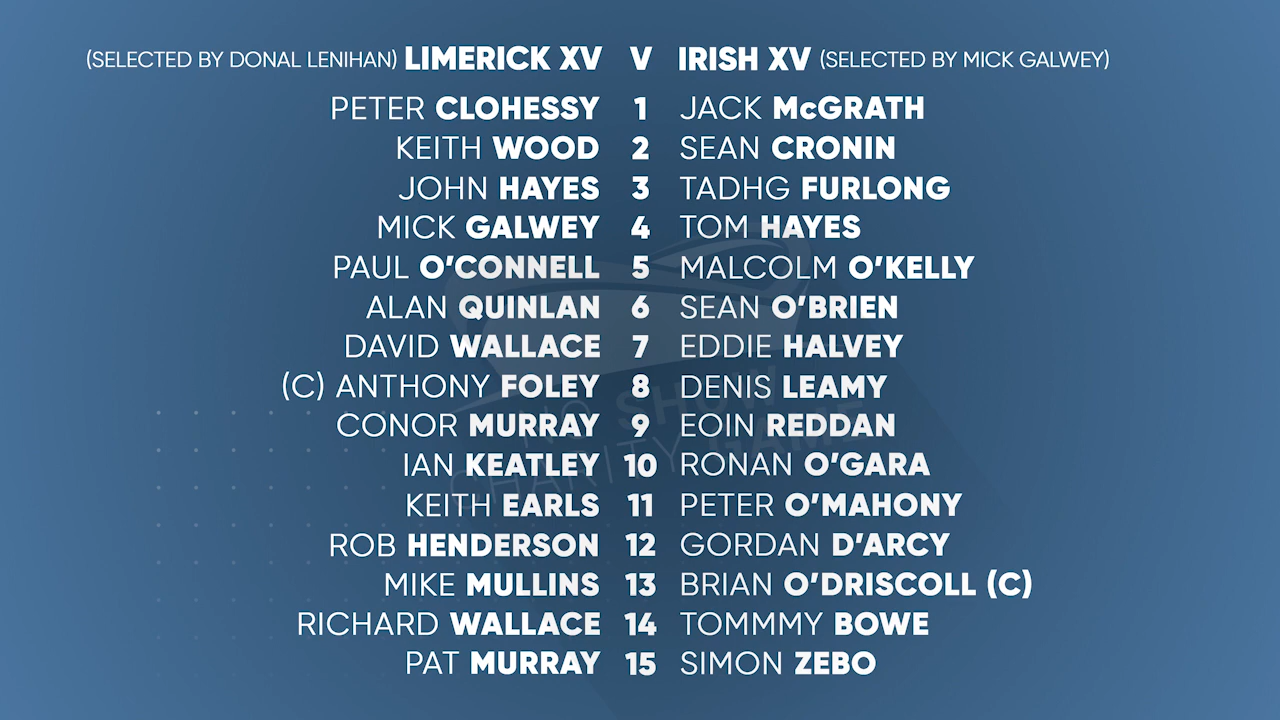 (SELECTED BY DONAL LENIHAN) LIMERICK XV V IRISH XV (SELECTED BY MICK GALWEY)
PETER CLOHESSY 1 JACK McGRATH
KEITH WOOD 2 SEAN CRONIN
JOHN HAYES 3 TADHG FURLONG
MICK GALWEY 4 TOM HAYES
PAUL O'CONNELL 5 MALCOLM O'KELLY
ALAN QUINLAN 6 SEAN O'BRIEN
DAVID WALLACE 7 EDDIE HALVEY
(C) ANTHONY FOLEY 8 DENIS LEAMY
CONOR MURRAY 9 EOIN REDDAN
IAN KEATLEY 10 RONAN O'GARA
KEITH EARLS 11 PETER O'MAHONY
ROB HENDERSON 12 GORDAN D'ARCY
MIKE MULLINS 13 BRIAN O'DRISCOLL (C)
RICHARD WALLACE 14 TOMMMY BOWE
PAT MURRAY 15 SIMON ZEBO
NO SHOW
CHARITY GAME